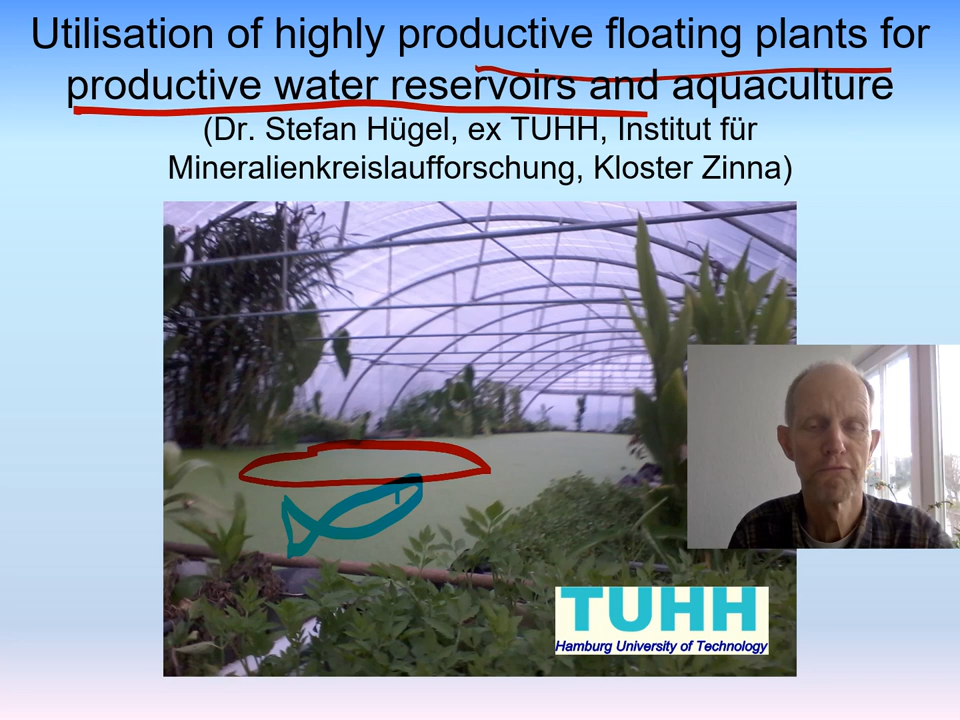 Utilisation of highly productive floating plants for
productive water reservoirs and aquaculture
(Dr. Stefan Hügel, ex TUHH, Institut für
Mineralienkreislaufforschung, Kloster Zinna)
TUHH
Hamburg University of Technology